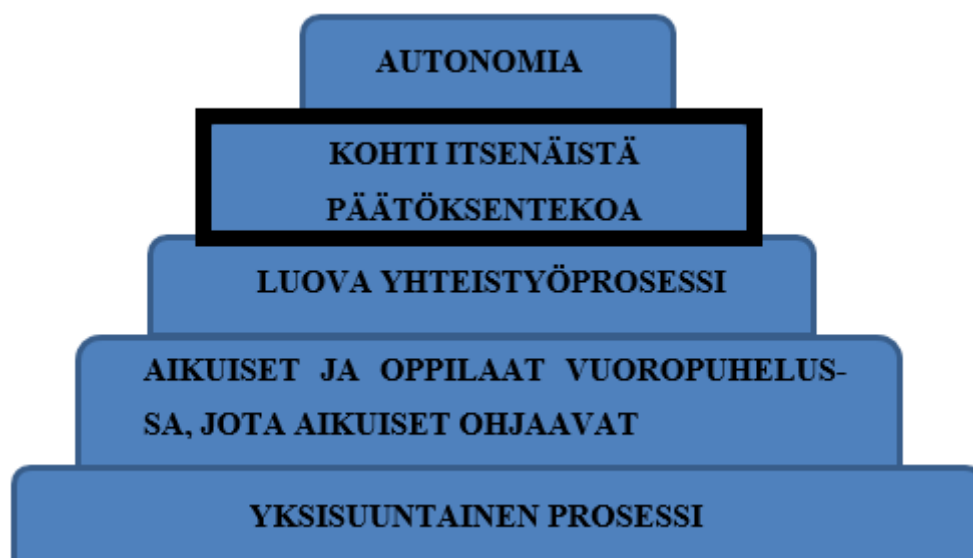 AUTONOMIA
KOHTI ITSENÄISTÄ
PÄÄTÖKSENTEKOA
LUOVA YHTEISTYÖPROSESSI
AIKUISET JA OPPILAAT VUOROPUHELUS-
SA, JOTA AIKUISET OHJAAVAT
YKSISUUNTAINEN PROSESSI